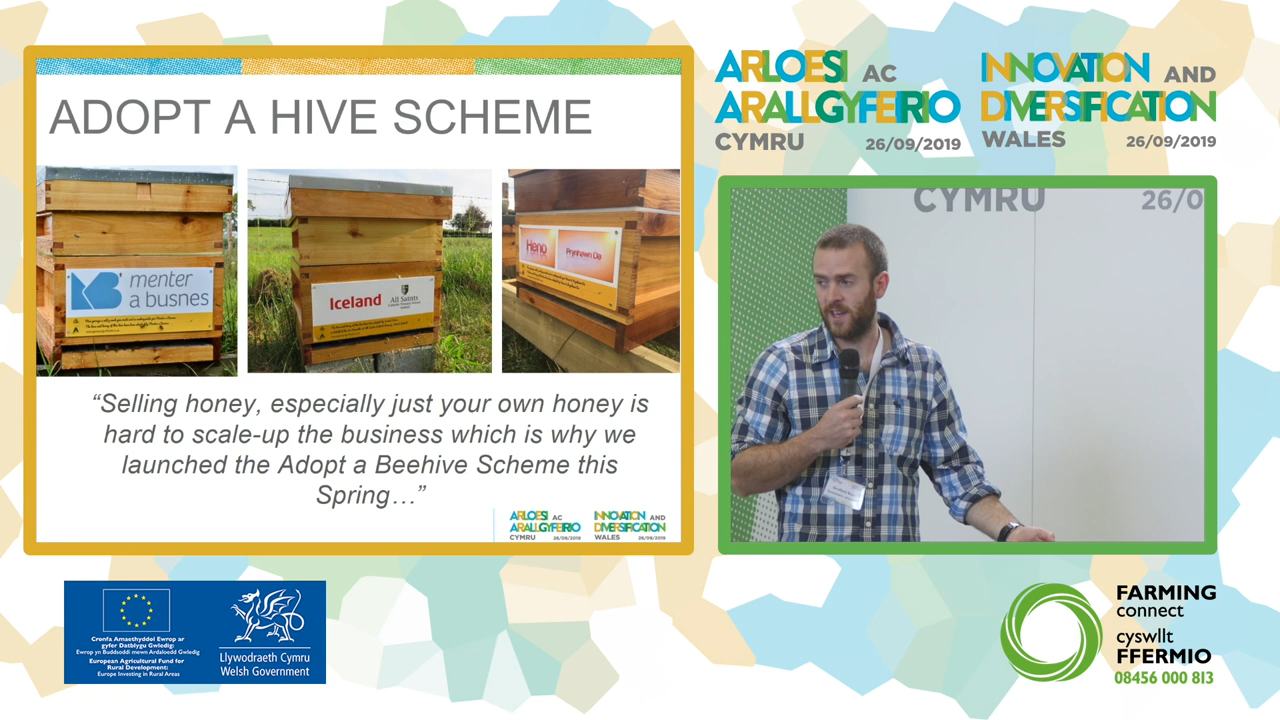 ADOPT A HIVE SCHEME
menter
a busnes
Iceland
All Saints
Heno
Prynhawn Da
“Selling honey, especially just your own honey is
hard to scale-up the business which is why we
launched the Adopt a Beehive Scheme this
Spring…”
ARLOESI AC
ARALLGYFEIRIO
CYMRU 26/09/2019
INNOVATION AND
DIVERSIFICATION
WALES 26/09/2019
ARLOESI AC
ARALLGYFEIRIO
CYMRU 26/09/2019
INNOVATION AND
DIVERSIFICATION
WALES 26/09/2019
CYMRU 26/0
Cronfa Amaethyddol Ewrop ar
gyfer Datblygu Gwledig:
Ewrop yn Buddsoddi mewn Ardaloedd Gwledig
European Agricultural Fund for
Rural Development:
Europe Investing in Rural Areas
Llywodraeth Cymru
Welsh Government
FARMING
connect
cyswllt
FFERMIO
08456 000 813